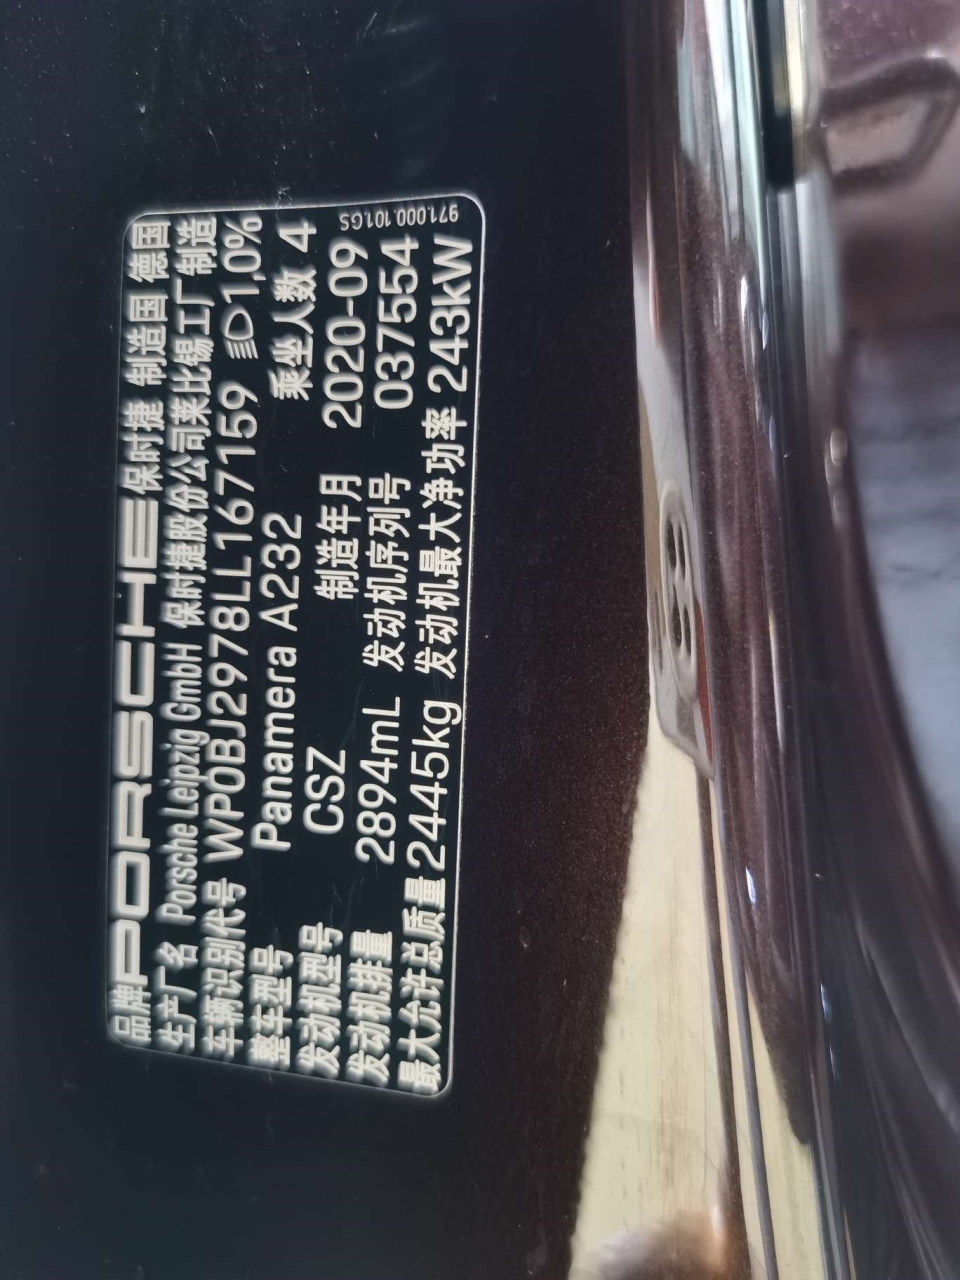 品牌 PORSCHE 保时捷 制造国 德国
生产厂名 Porsche Leipzig GmbH 保时捷股份公司莱比锡工厂制造
车辆识别代号 WP0BJ2978LL167159 1,0%
整车型号 Panamera A232 乘坐人数 4
发动机型号 CSZ 制造年月 2020-09
发动机排量 2894mL 发动机序列号 037554
最大允许总质量 2445kg 发动机最大净功率 243kW
971.000.101.GS